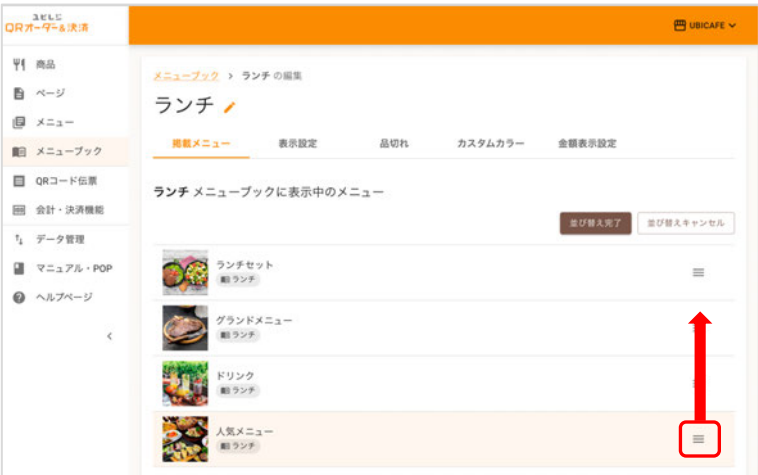 ユビレジ
QRオーダー&決済
UBICAFE
商品
ページ
メニュー
メニューブック
QRコード伝票
会計・決済機能
データ管理
マニュアル・POP
ヘルプページ
メニューブック > ランチ の編集
ランチ
掲載メニュー 表示設定 品切れ カスタムカラー 金額表示設定
ランチ メニューブックに表示中のメニュー
並び替え完了 並び替えキャンセル
ランチセット
ランチ
グランドメニュー
ランチ
ドリンク
ランチ
人気メニュー
ランチ